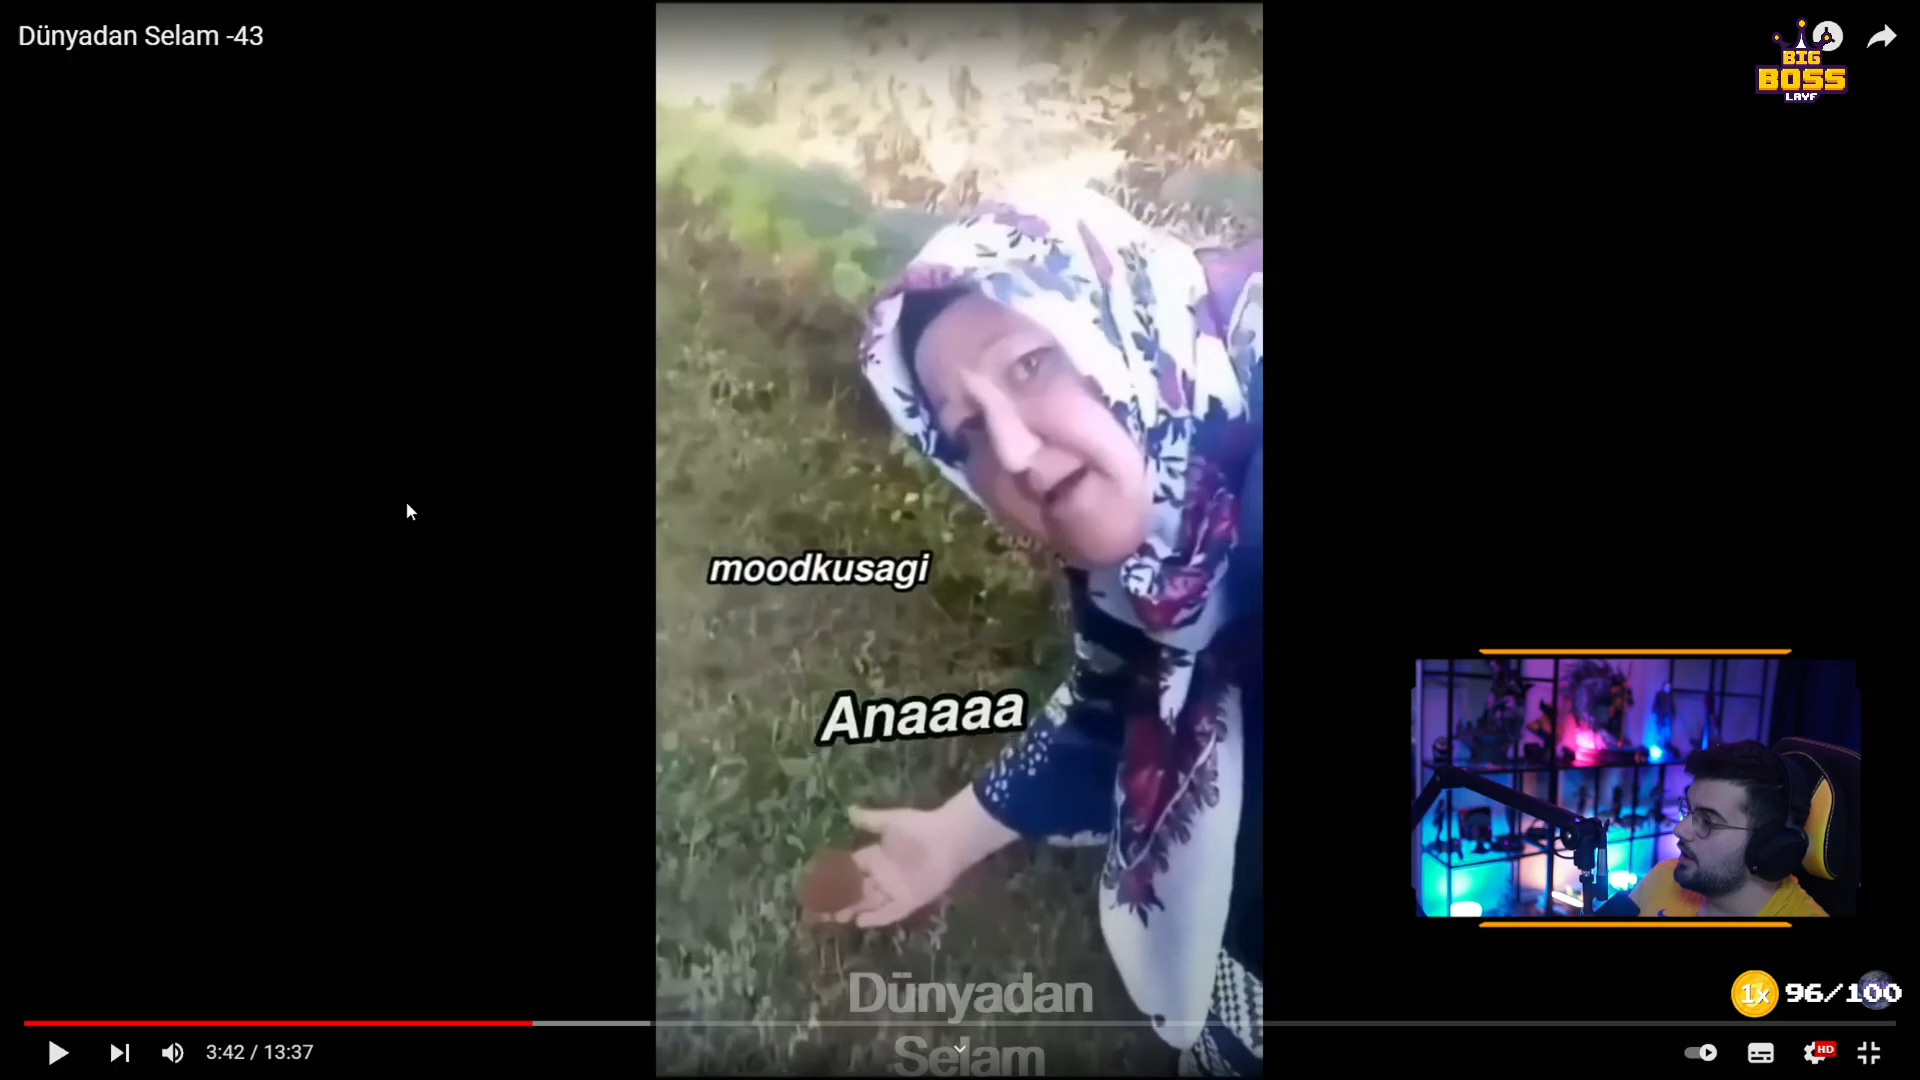 Dünyadan Selam -43
BIG
BOSS
LAYF
moodkusagi
Anaaaa
Dünyadan
Selam
1x 96/100
3:42 / 13:37
HD